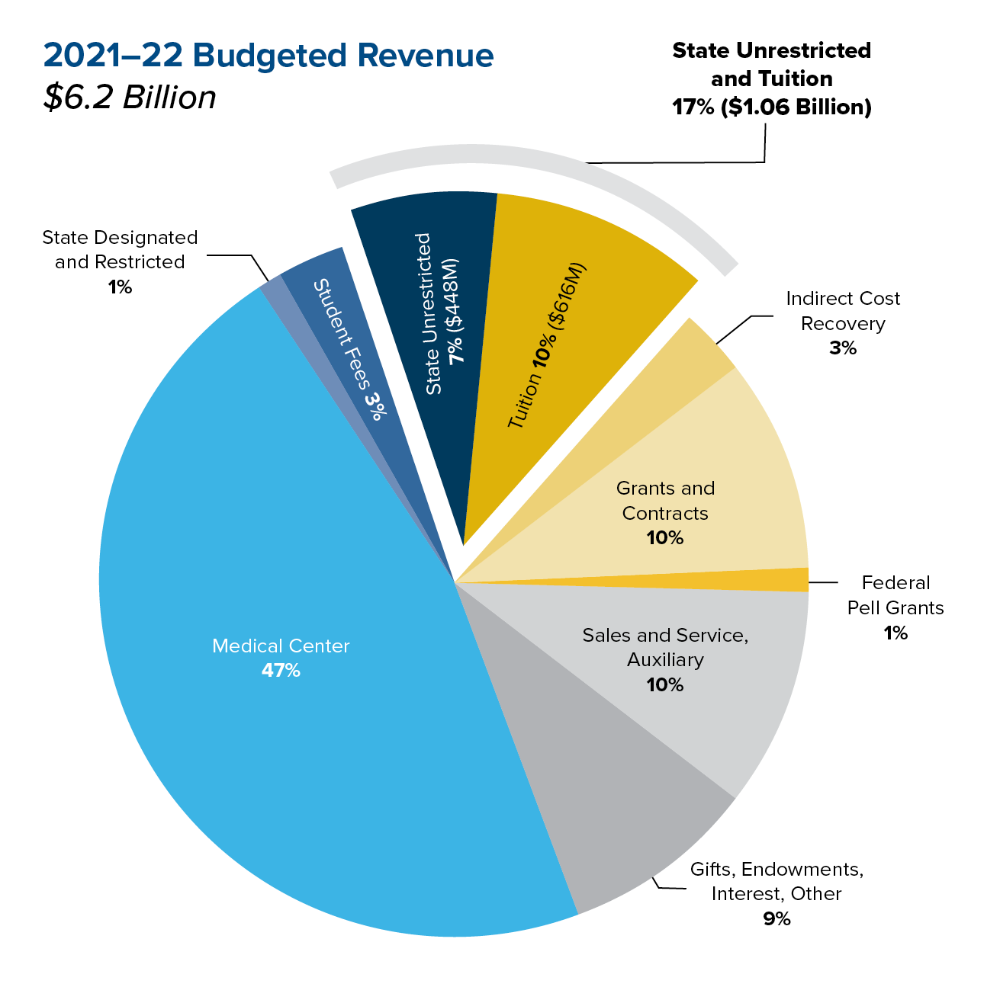 2021–22 Budgeted Revenue
$6.2 Billion
State Unrestricted
and Tuition
17% ($1.06 Billion)
State Designated
and Restricted
1%
Student Fees 3%
State Unrestricted
7% ($448M)
Tuition 10% ($616M)
Indirect Cost
Recovery
3%
Grants and
Contracts
10%
Federal
Pell Grants
1%
Sales and Service,
Auxiliary
10%
Medical Center
47%
Gifts, Endowments,
Interest, Other
9%